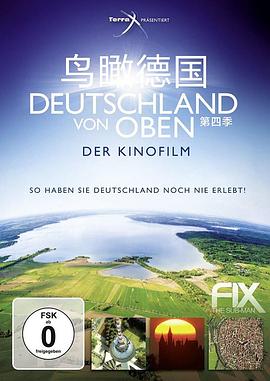 Terra X PRÄSENTIERT
鸟瞰德国
DEUTSCHLAND
VON OBEN 第四季
DER KINOFILM
SO HABEN SIE DEUTSCHLAND NOCH NIE ERLEBT!
FIX
THE SUB-MAN
FSK
ab
0
freigegeben